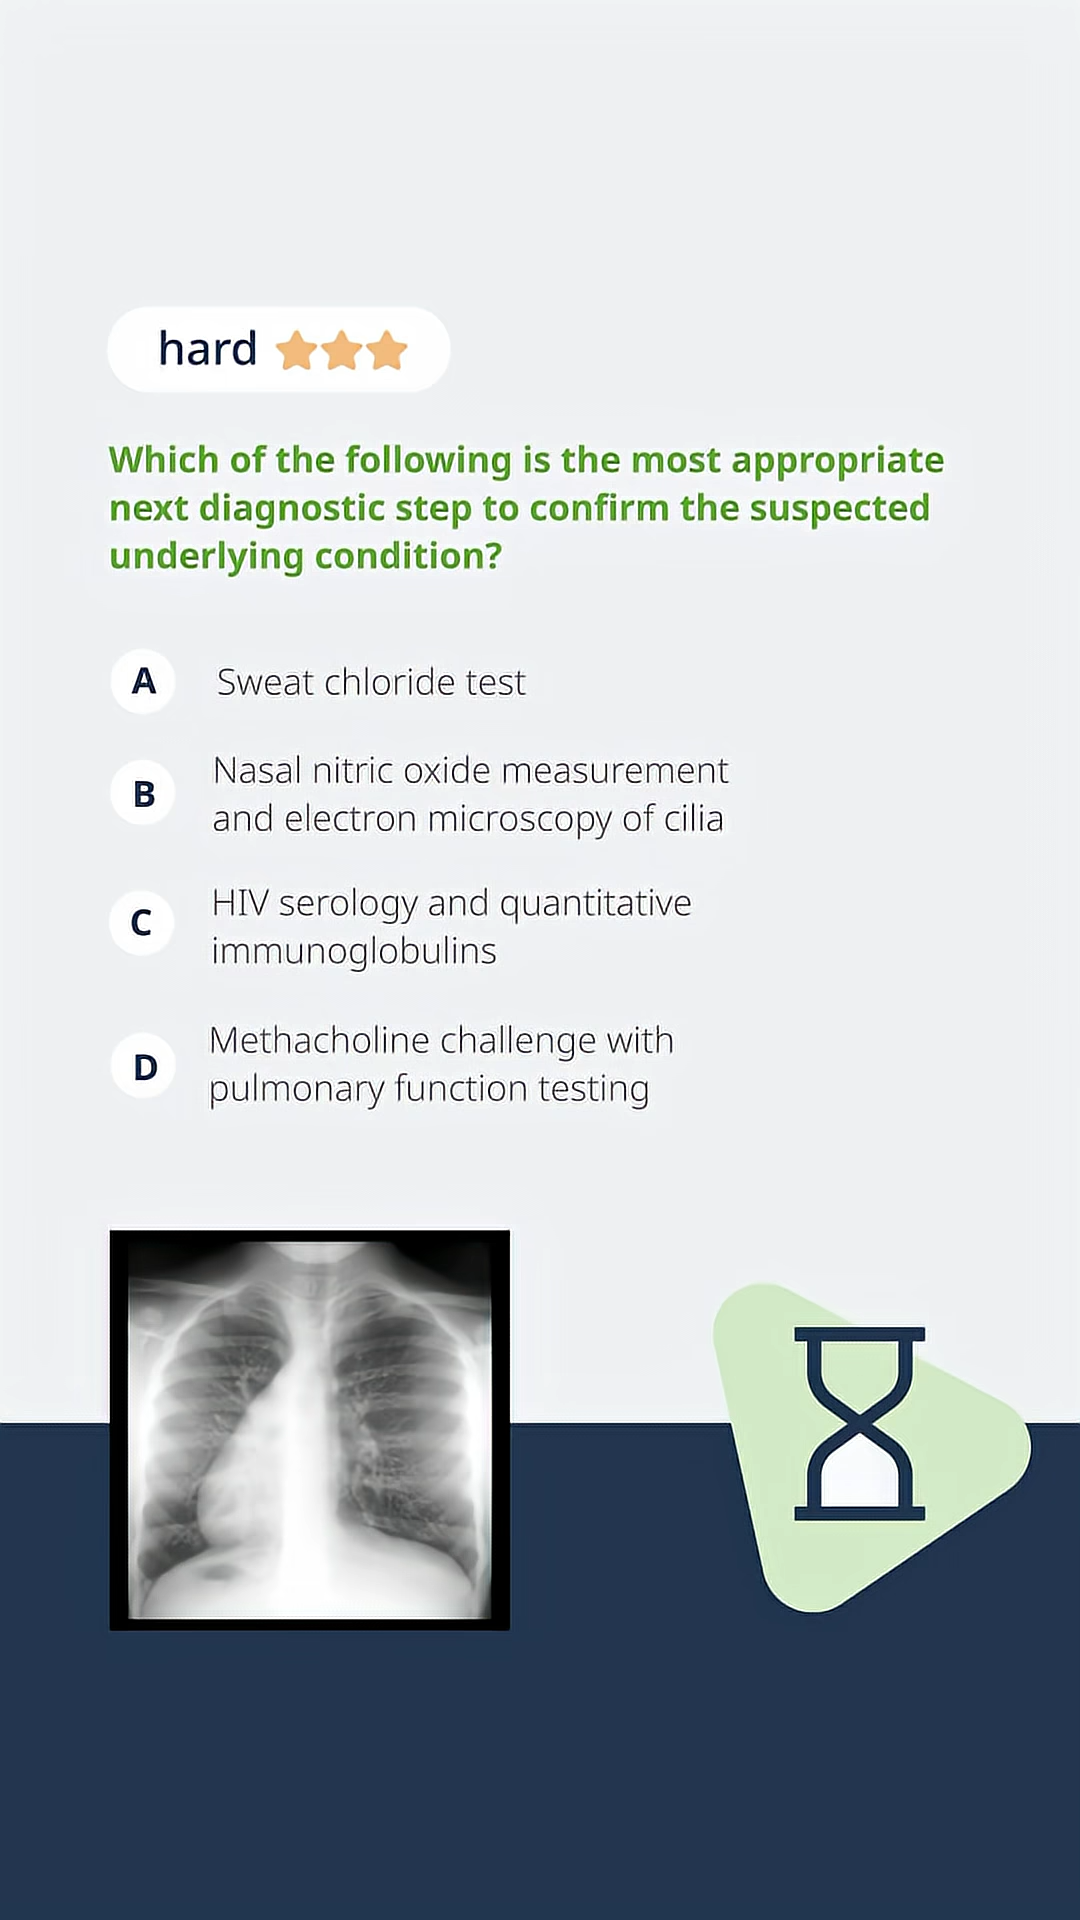 hard
Which of the following is the most appropriate
next diagnostic step to confirm the suspected
underlying condition?
A Sweat chloride test
B Nasal nitric oxide measurement
and electron microscopy of cilia
C HIV serology and quantitative
immunoglobulins
D Methacholine challenge with
pulmonary function testing